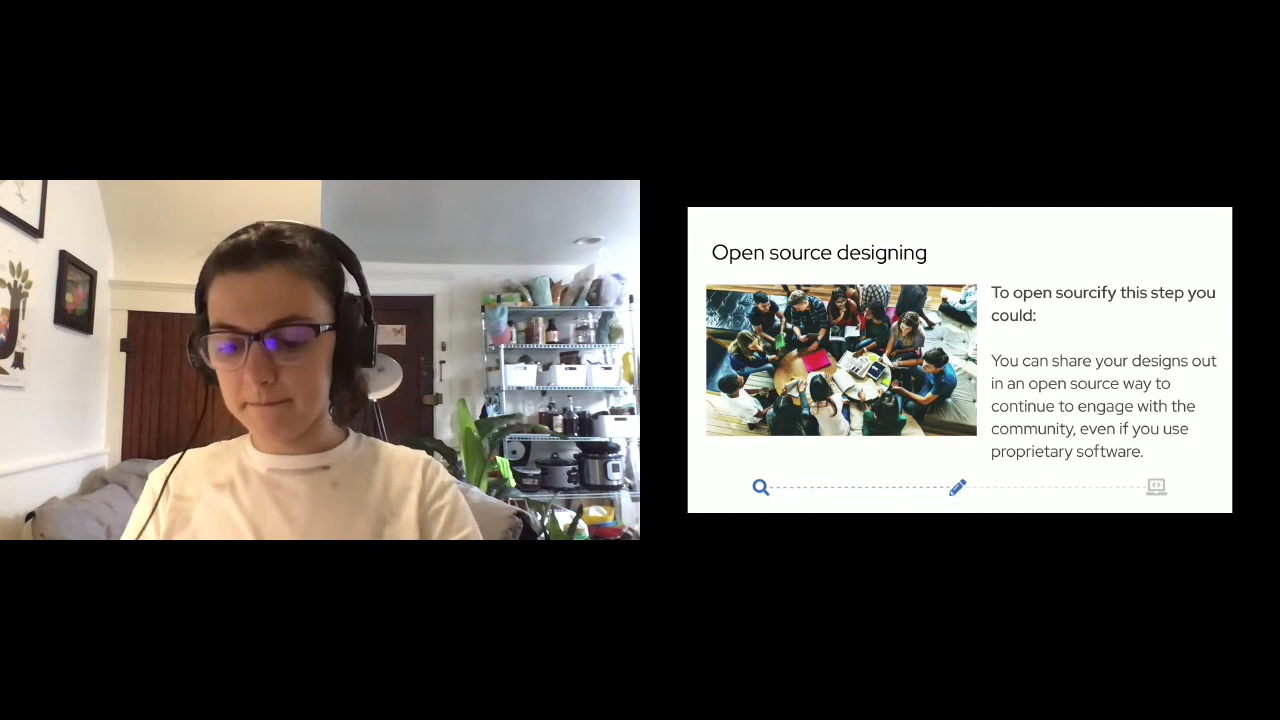 Open source designing
To open sourcify this step you
could:
You can share your designs out
in an open source way to
continue to engage with the
community, even if you use
proprietary software.